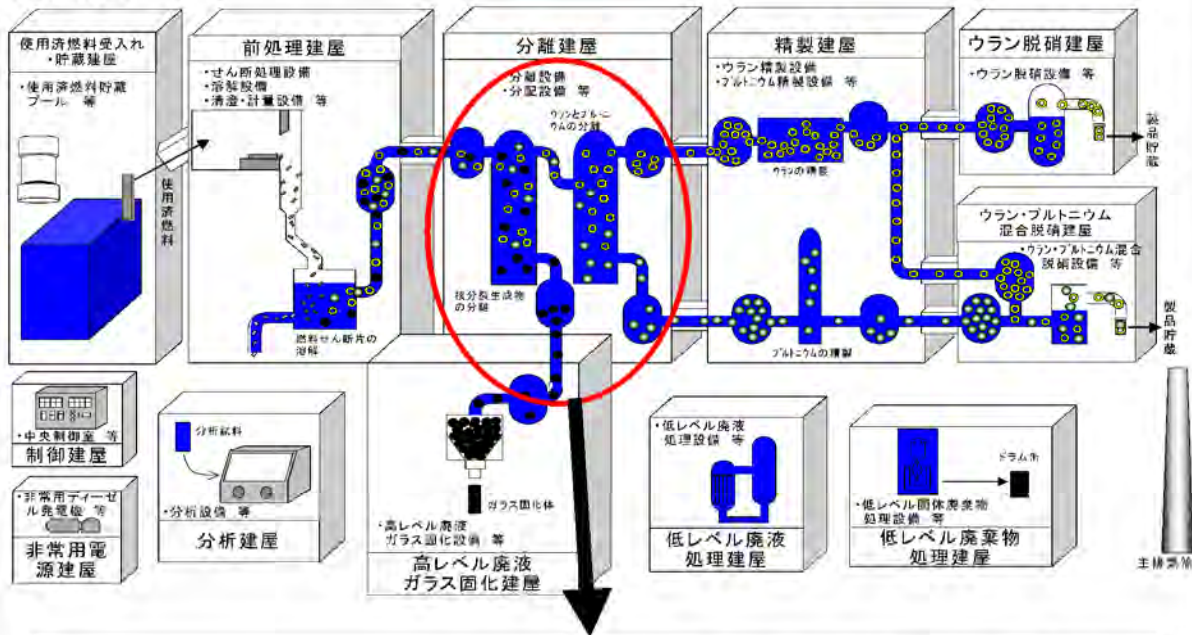 使用済燃料受入れ
・貯蔵建屋
・使用済燃料貯蔵
プール 等
使用済燃料
前処理建屋
・せん断処理設備
・溶解設備
・清澄・計量設備 等
燃料せん断片の
溶解
分離建屋
・分離設備
・分配設備 等
ウランとプルトニ
ウムの分離
核分裂生成物
の分離
精製建屋
・ウラン精製設備
・プルトニウム精製設備 等
ウランの精製
プルトニウムの精製
ウラン脱硝建屋
・ウラン脱硝設備 等
製品貯蔵
ウラン・プルトニウム
混合脱硝建屋
・ウラン・プルトニウム混合
脱硝設備 等
製品貯蔵
・中央制御室 等
制御建屋
・非常用ディーゼ
ル発電機 等
非常用電
源建屋
分析試料
・分析設備 等
分析建屋
ガラス固化体
・高レベル廃液
ガラス固化設備 等
高レベル廃液
ガラス固化建屋
・低レベル廃液
処理設備 等
低レベル廃液
処理建屋
ドラム缶
・低レベル固体廃棄物
処理設備 等
低レベル廃棄物
処理建屋
主排気筒